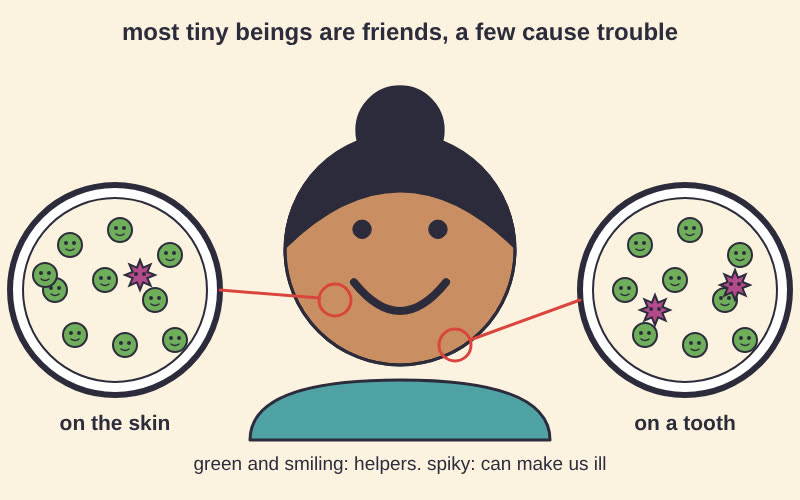 most tiny beings are friends, a few cause trouble
on the skin
on a tooth
green and smiling: helpers. spiky: can make us ill